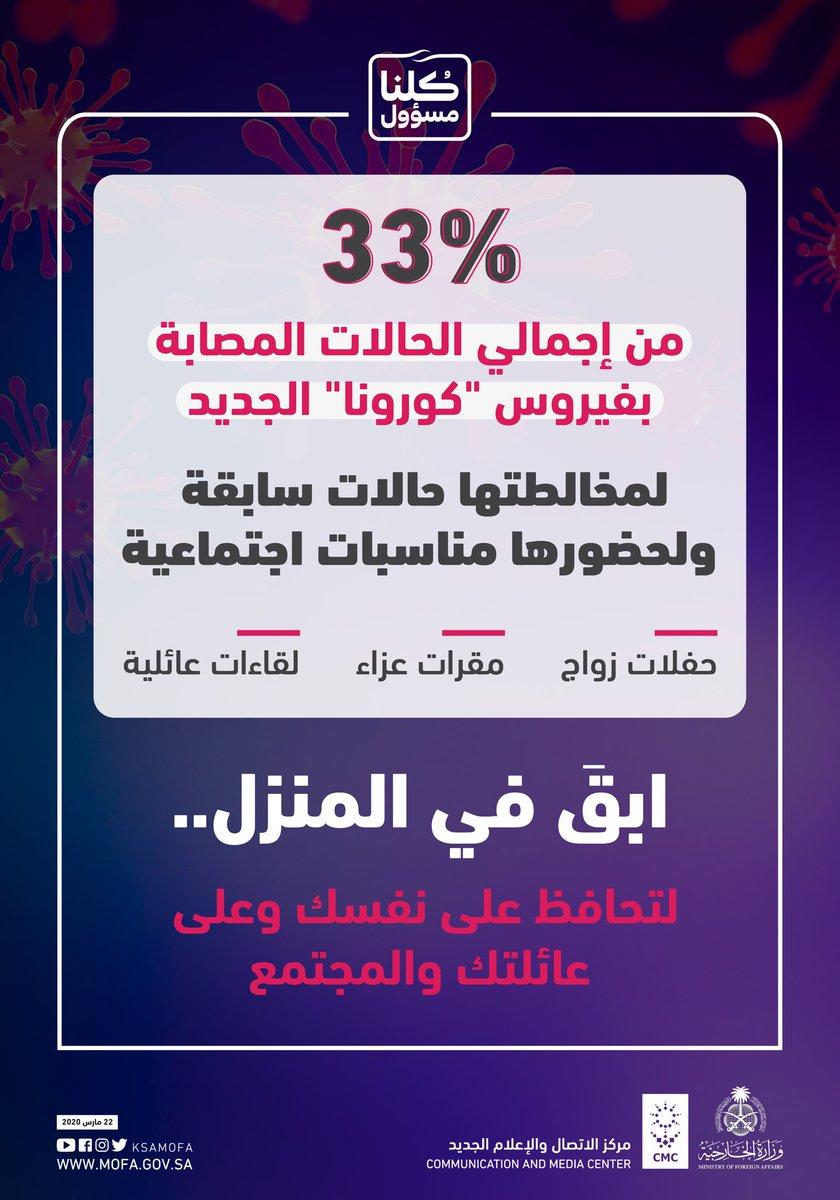 كُلنا
مسؤول
33%
من إجمالي الحالات المصابة
بفيروس "كورونا" الجديد
لمخالطتها حالات سابقة
ولحضورها مناسبات اجتماعية
حفلات زواج
مقرات عزاء
لقاءات عائلية
ابقَ في المنزل..
لتحافظ على نفسك وعلى
عائلتك والمجتمع
22 مارس 2020
KSAMOFA
WWW.MOFA.GOV.SA
مركز الاتصال والإعلام الجديد
COMMUNICATION AND MEDIA CENTER
CMC
وزارة الخارجية
MINISTRY OF FOREIGN AFFAIRS